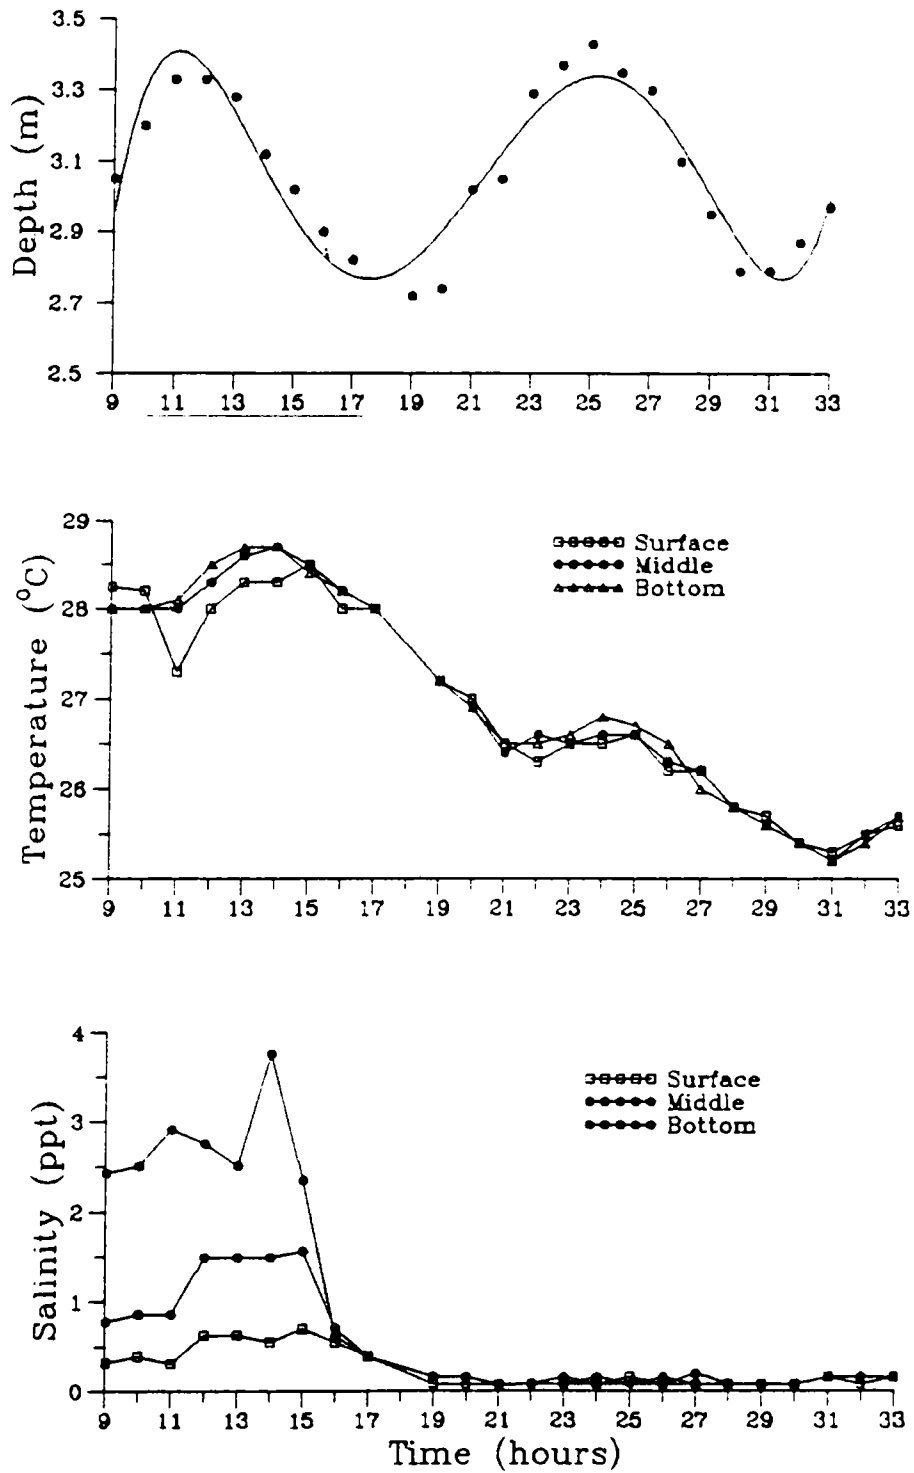 3.5
3.3
3.1
2.9
2.7
2.5
Depth (m)
9 11 13 15 17 19 21 23 25 27 29 31 33
29
28
27
26
25
Temperature (°C)
Surface
Middle
Bottom
9 11 13 15 17 19 21 23 25 27 29 31 33
4
3
2
1
0
Salinity (ppt)
Surface
Middle
Bottom
9 11 13 15 17 19 21 23 25 27 29 31 33
Time (hours)